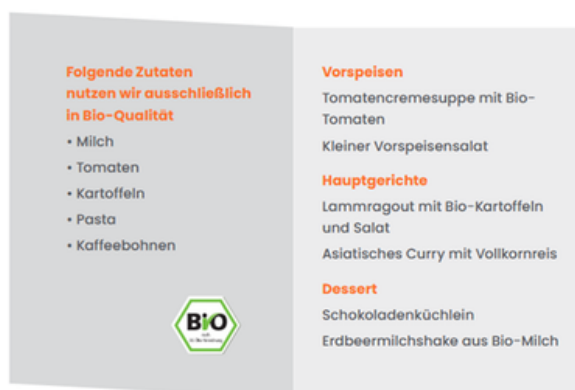 Folgende Zutaten
nutzen wir ausschließlich
in Bio-Qualität
• Milch
• Tomaten
• Kartoffeln
• Pasta
• Kaffeebohnen
Bio
Vorspeisen
Tomatencremesuppe mit Bio-
Tomaten
Kleiner Vorspeisensalat
Hauptgerichte
Lammragout mit Bio-Kartoffeln
und Salat
Asiatisches Curry mit Vollkornreis
Dessert
Schokoladenküchlein
Erdbeermilchshake aus Bio-Milch